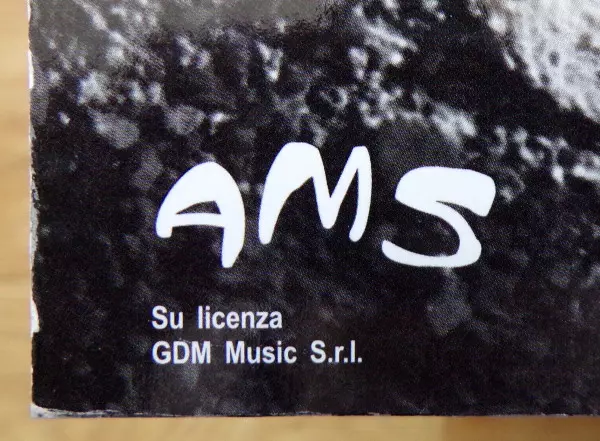 AMS
Su licenza
GDM Music S.r.l.